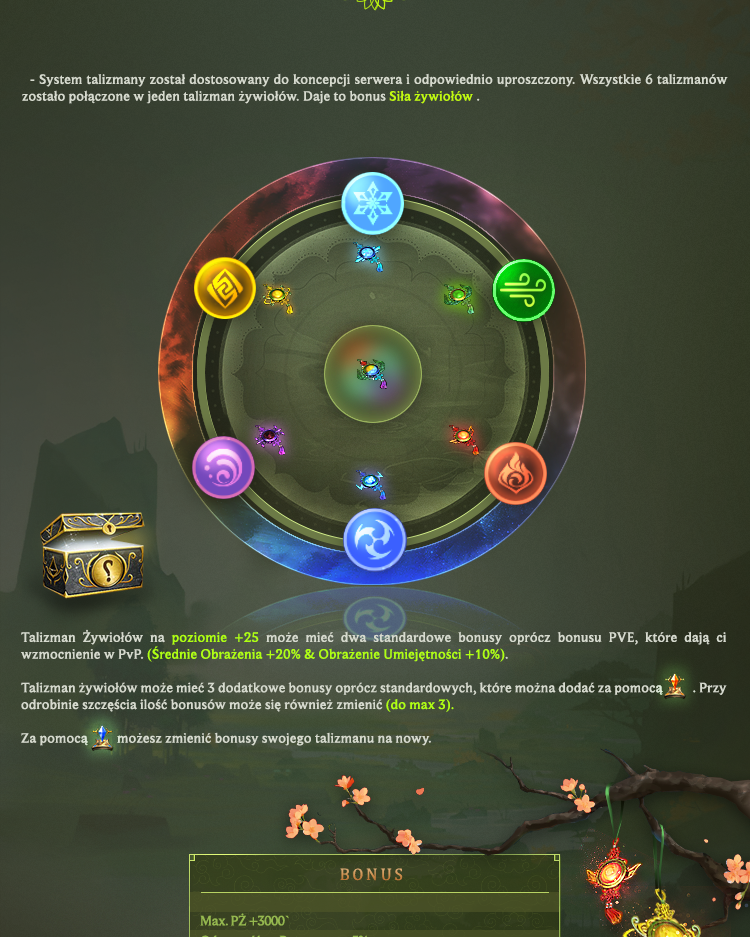 - System talizmany został dostosowany do koncepcji serwera i odpowiednio uproszczony. Wszystkie 6 talizmanów
zostało połączone w jeden talizman żywiołów. Daje to bonus Siła żywiołów .
Talizman Żywiołów na poziomie +25 może mieć dwa standardowe bonusy oprócz bonusu PVE, które dają ci
wzmocnienie w PvP. (Średnie Obrażenia +20% & Obrażenie Umiejętności +10%).
Talizman żywiołów może mieć 3 dodatkowe bonusy oprócz standardowych, które można dodać za pomocą . Przy
odrobinie szczęścia ilość bonusów może się również zmienić (do max 3).
Za pomocą możesz zmienić bonusy swojego talizmanu na nowy.
BONUS
Max. PŻ +3000`